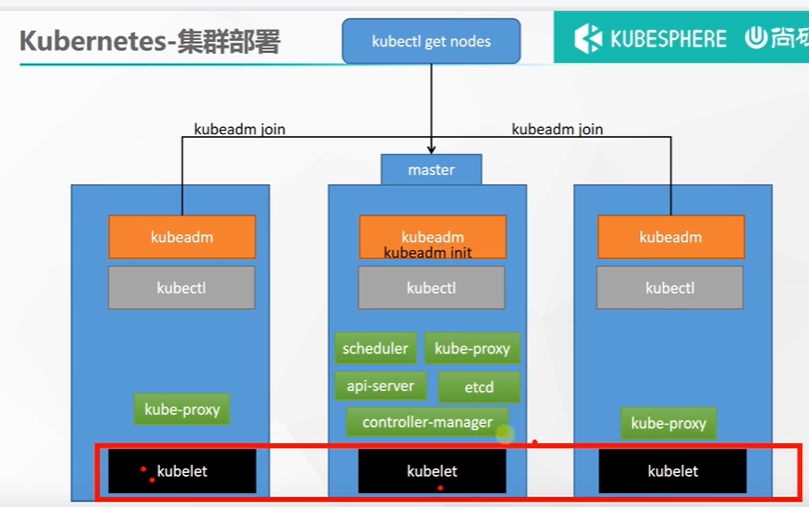 Kubernetes-集群部署
kubectl get nodes
KUBESPHERE
尚
kubeadm join
kubeadm join
master
kubeadm
kubectl
kube-proxy
kubelet
kubeadm
kubeadm init
kubectl
scheduler
kube-proxy
api-server
etcd
controller-manager
kubelet
kubeadm
kubectl
kube-proxy
kubelet